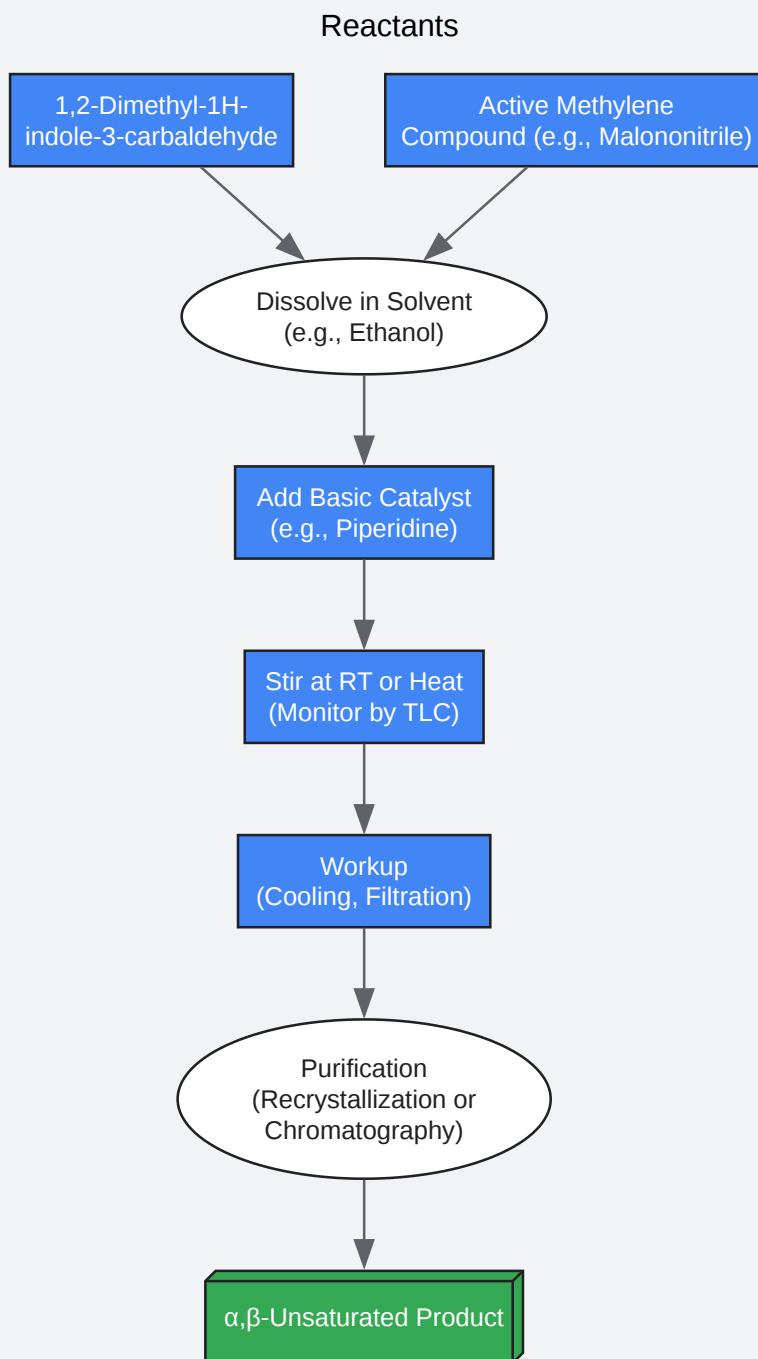 Reactants
1,2-Dimethyl-1H-
indole-3-carbaldehyde
Active Methylene
Compound (e.g., Malononitrile)
Dissolve in Solvent
(e.g., Ethanol)
Add Basic Catalyst
(e.g., Piperidine)
Stir at RT or Heat
(Monitor by TLC)
Workup
(Cooling, Filtration)
Purification
(Recrystallization or
Chromatography)
α,β-Unsaturated Product